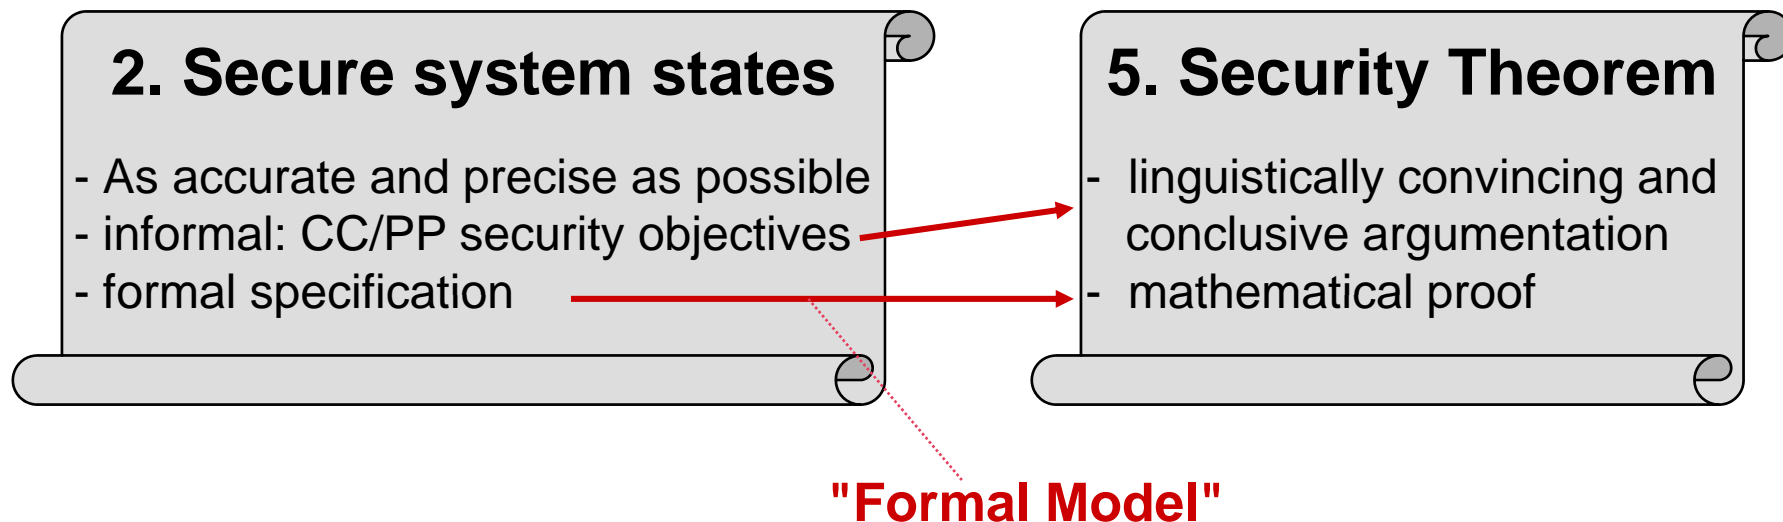 2. Secure system states
- As accurate and precise as possible
- informal: CC/PP security objectives
- formal specification
5. Security Theorem
- linguistically convincing and
conclusive argumentation
- mathematical proof
"Formal Model"